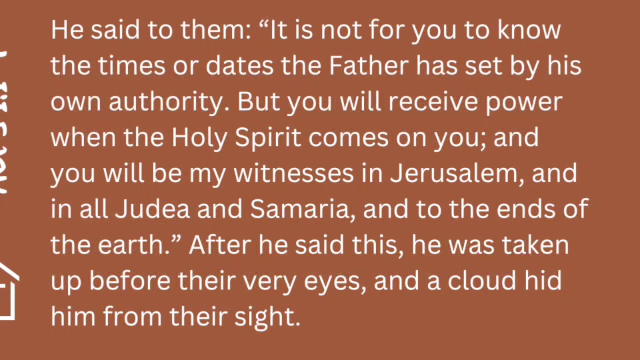 He said to them: “It is not for you to know
the times or dates the Father has set by his
own authority. But you will receive power
when the Holy Spirit comes on you; and
you will be my witnesses in Jerusalem, and
in all Judea and Samaria, and to the ends of
the earth.” After he said this, he was taken
up before their very eyes, and a cloud hid
him from their sight.